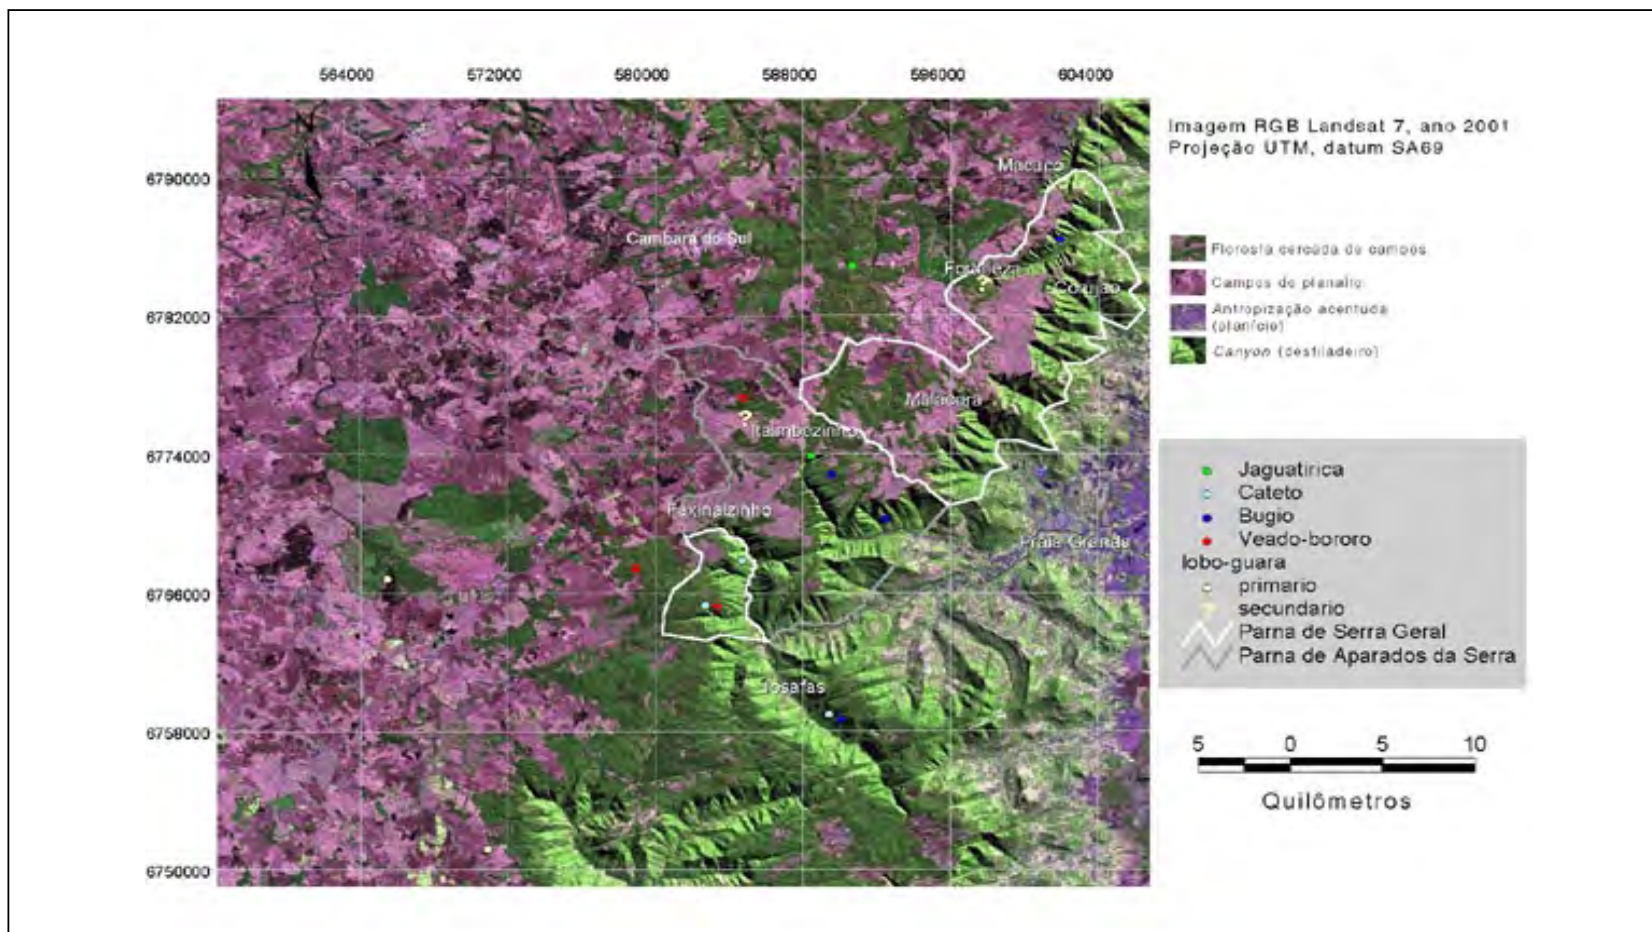 564000 572000 580000 588000 596000 604000
Imagem RGB Landsat 7, ano 2001
Projeção UTM, datum SA69
6790000
6782000
6774000
6766000
6758000
6750000
Macuco
Cambara do Sul
Fortaleza
Malacara
Itaimbezinho
Faxinalzinho
Praia Grande
Josafas
Floresta cercada de campos
Campos de planalto
Antropização acentuda
(planície)
Canyon (desfiladeiro)
Jaguatirica
Cateto
Bugio
Veado-bororo
lobo-guara
primario
? secundario
Parna de Serra Geral
Parna de Aparados da Serra
5 0 5 10
Quilômetros